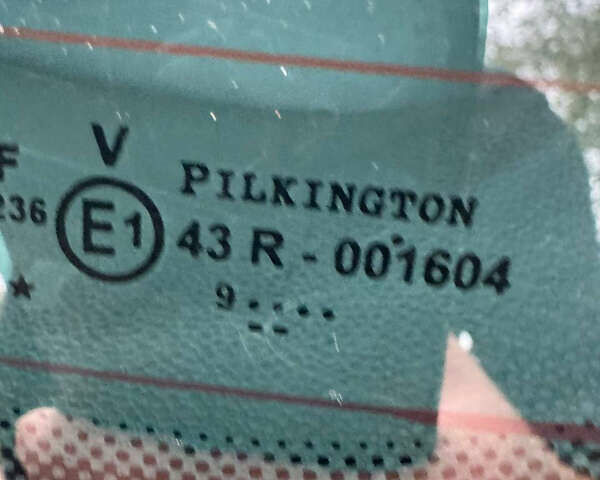 F V
236 E1 PILKINGTON
43 R - 001604
★ 9..::..